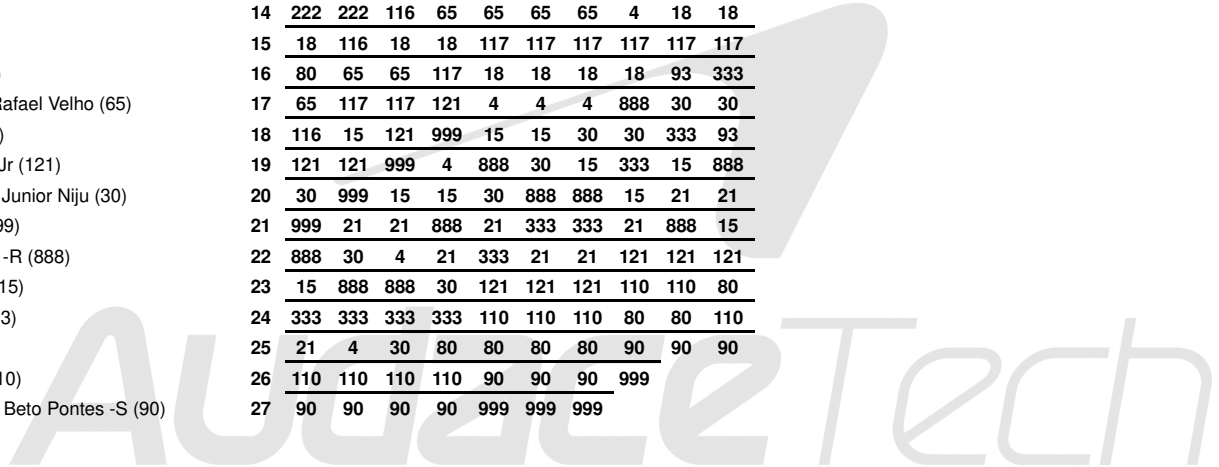 14 222 222 116 65 65 65 65 4 18 18
15 18 116 18 18 117 117 117 117 117 117
) 16 80 65 65 117 18 18 18 18 93 333
Rafael Velho (65) 17 65 117 117 121 4 4 4 888 30 30
) 18 116 15 121 999 15 15 30 30 333 93
Jr (121) 19 121 121 999 4 888 30 15 333 15 888
Junior Niju (30) 20 30 999 15 15 30 888 888 15 21 21
99) 21 999 21 21 888 21 333 333 21 888 15
-R (888) 22 888 30 4 21 333 21 21 121 121 121
15) 23 15 888 888 30 121 121 121 110 110 80
3) 24 333 333 333 333 110 110 110 80 80 110
25 21 4 30 80 80 80 80 90 90 90
10) 26 110 110 110 110 90 90 90 999
Beto Pontes -S (90) 27 90 90 90 90 999 999 999
AudaceTech